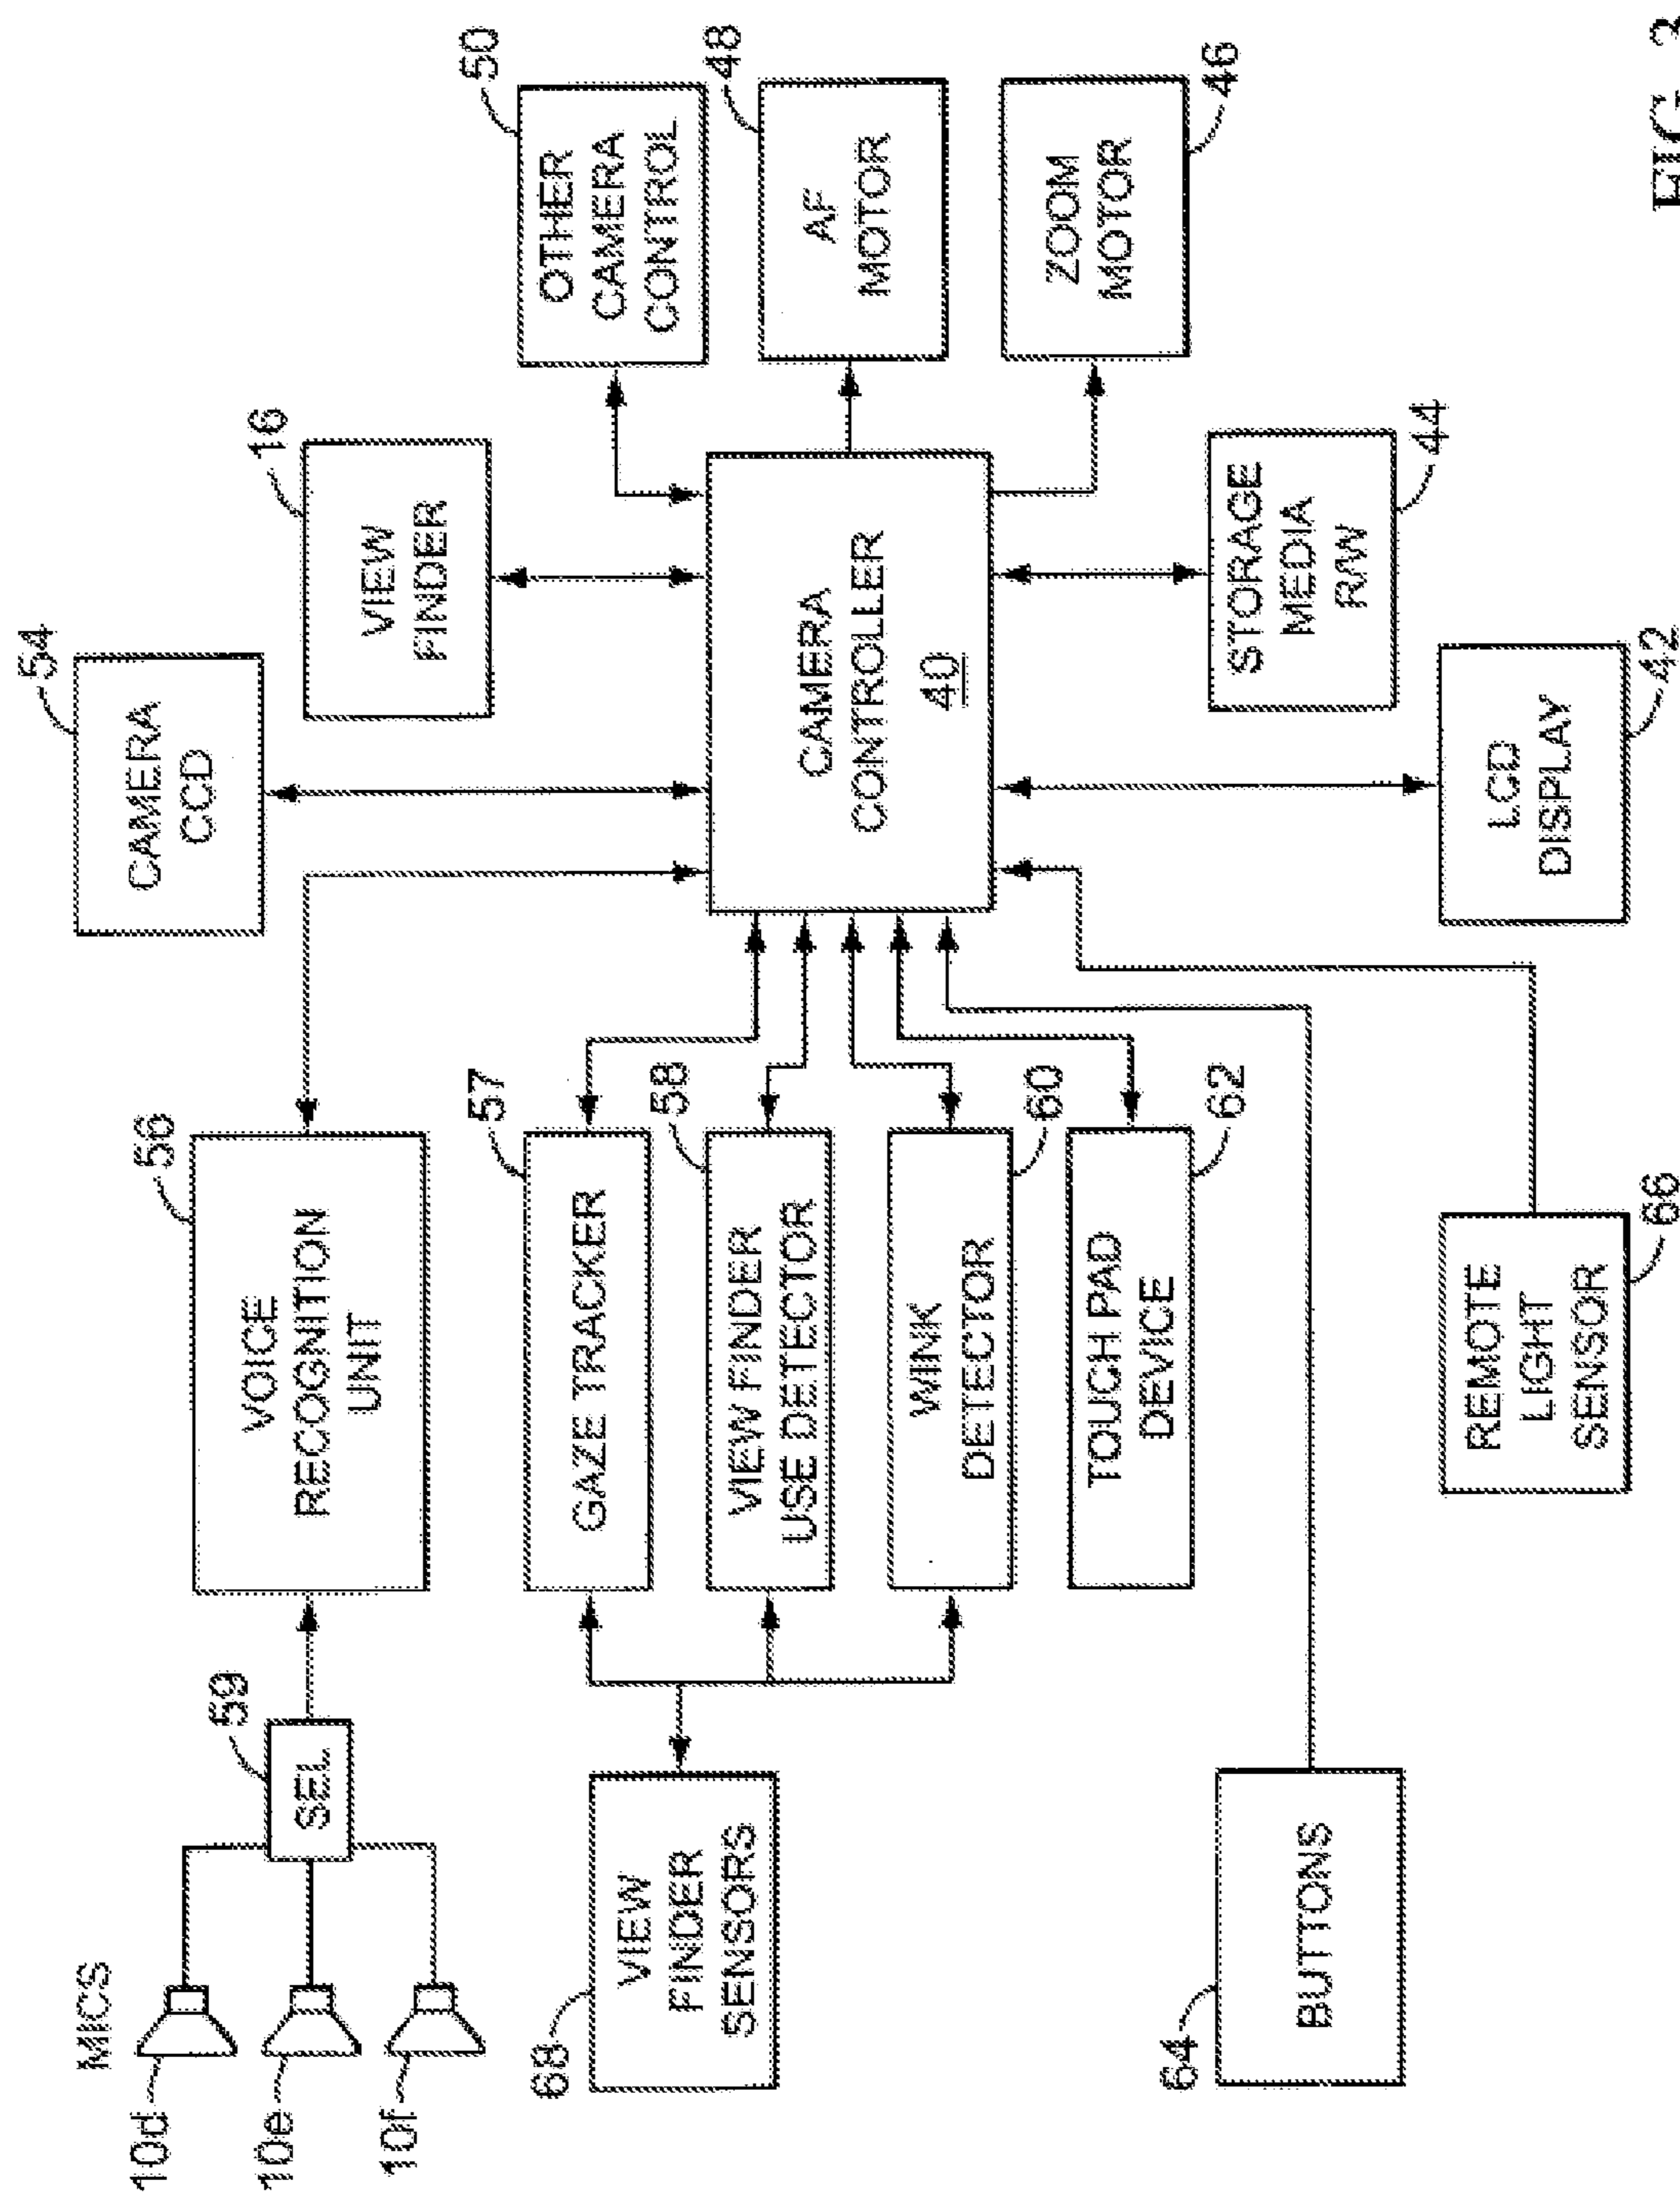 MICS
10d
10e
10f
59
SEL
56
VOICE
RECOGNITION
UNIT
54
CAMERA
CCD
16
VIEW
FINDER
50
OTHER
CAMERA
CONTROL
57
GAZE TRACKER
58
VIEW FINDER
USE DETECTOR
60
WINK
DETECTOR
62
TOUCH PAD
DEVICE
68
VIEW
FINDER
SENSORS
CAMERA
CONTROLLER
40
48
AF
MOTOR
46
ZOOM
MOTOR
64
BUTTONS
66
REMOTE
LIGHT
SENSOR
42
LCD
DISPLAY
44
STORAGE
MEDIA
R/W
FIG.